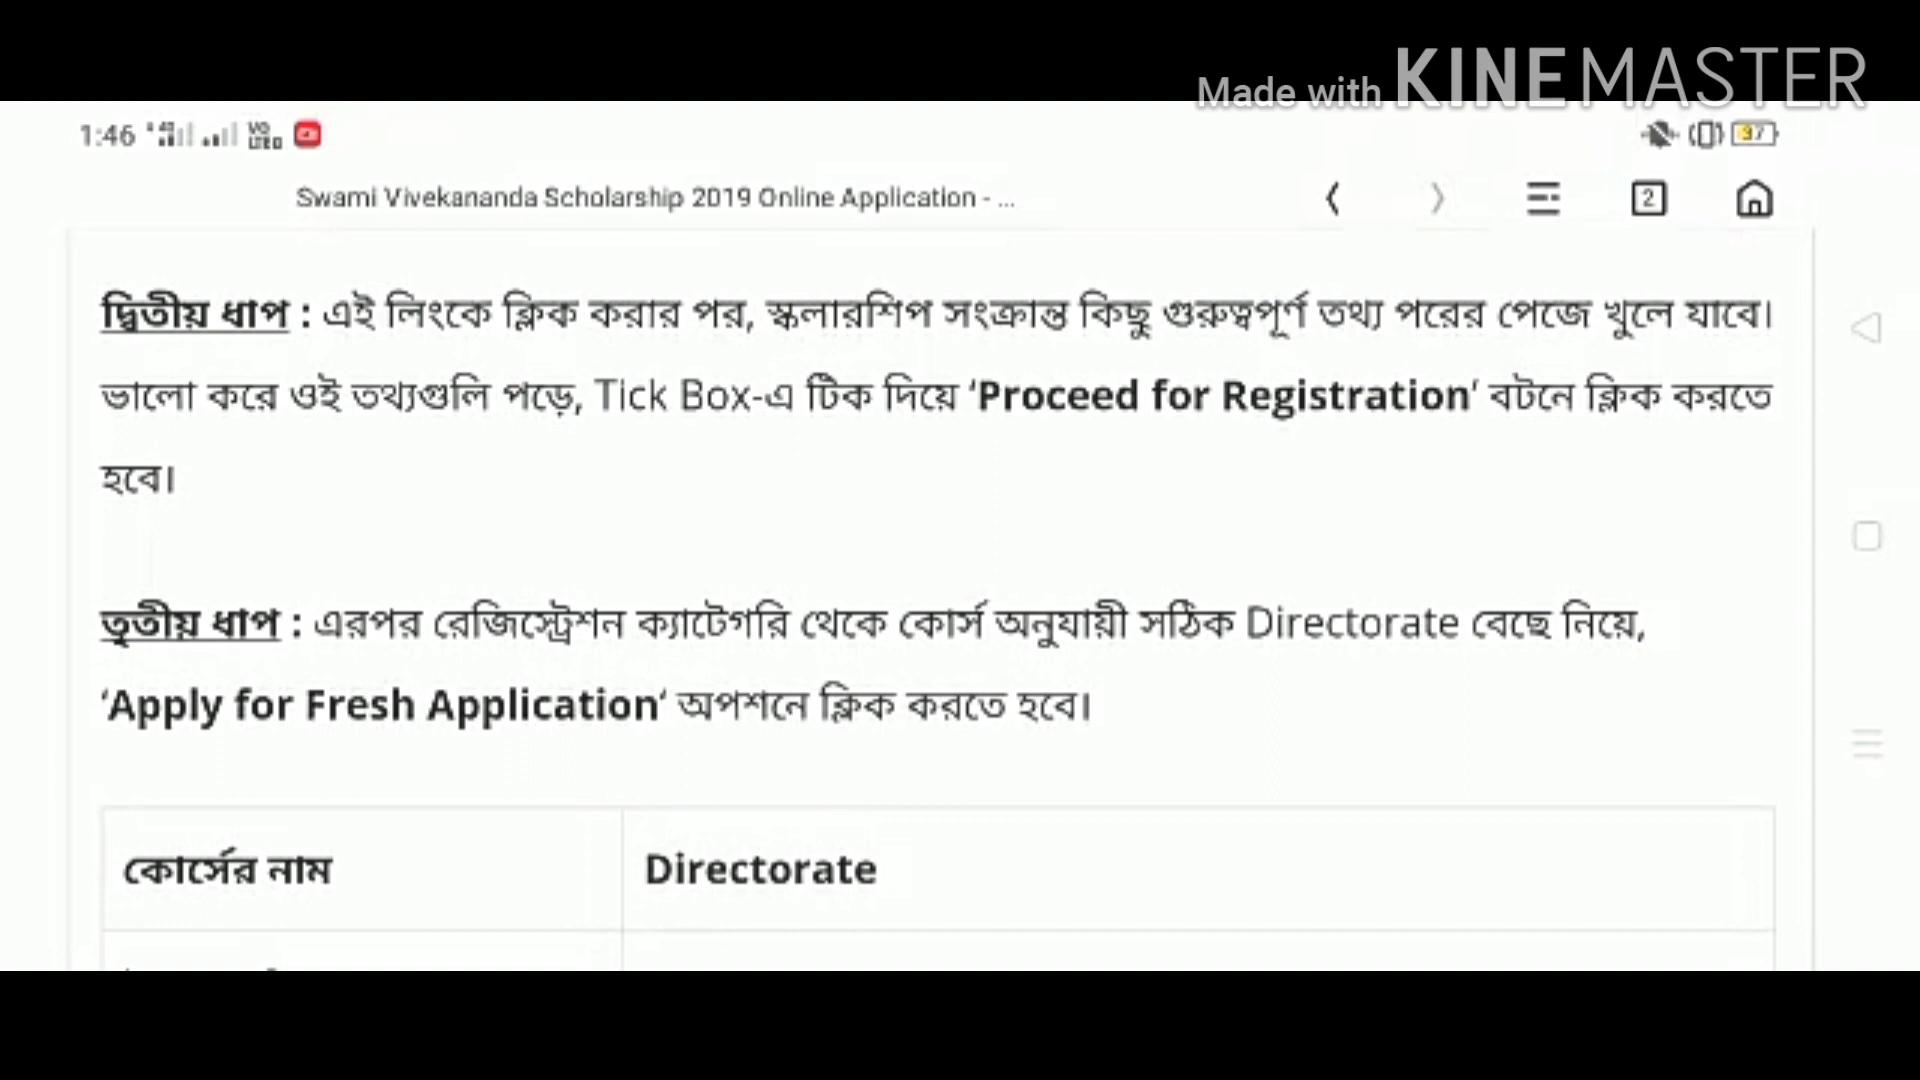 Made with KINEMASTER
1:46
37
Swami Vivekananda Scholarship 2019 Online Application - ...
2
দ্বিতীয় ধাপ : এই লিংকে ক্লিক করার পর, স্কলারশিপ সংক্রান্ত কিছু গুরুত্বপূর্ণ তথ্য পরের পেজে খুলে যাবে।
ভালো করে ওই তথ্যগুলি পড়ে, Tick Box-এ টিক দিয়ে ‘Proceed for Registration‘ বটনে ক্লিক করতে
হবে।
তৃতীয় ধাপ : এরপর রেজিস্ট্রেশন ক্যাটেগরি থেকে কোর্স অনুযায়ী সঠিক Directorate বেছে নিয়ে,
‘Apply for Fresh Application‘ অপশনে ক্লিক করতে হবে।
কোর্সের নাম
Directorate